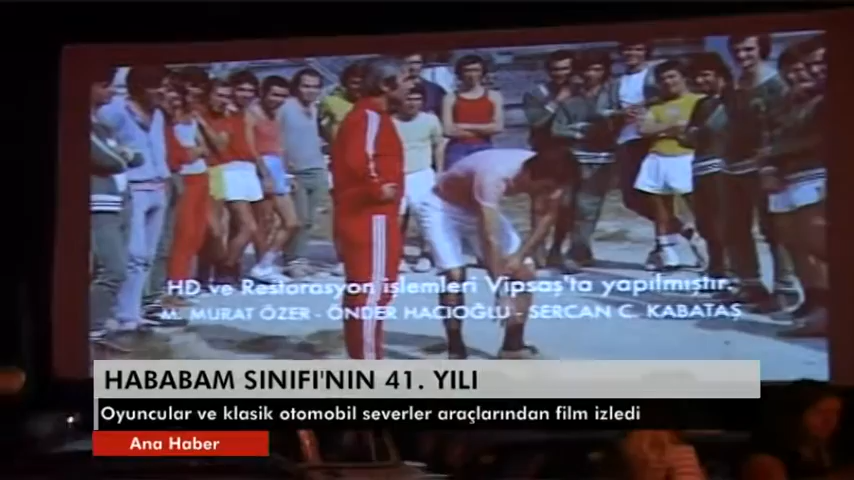 HD ve Restorasyon işlemleri Vipsaş'ta yapılmıştır.
M. MURAT ÖZER - ÖNDER HACIOĞLU - SERCAN C. KABATAŞ
HABABAM SINIFI'NIN 41. YILI
Oyuncular ve klasik otomobil severler araçlarından film izledi
Ana Haber